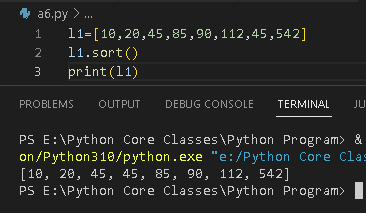 a6.py > ...
1 l1=[10,20,45,85,90,112,45,542]
2 l1.sort()
3 print(l1)
PROBLEMS OUTPUT DEBUG CONSOLE TERMINAL JU
PS E:\Python Core Classes\Python Program> &
on/Python310/python.exe "e:/Python Core Clas
[10, 20, 45, 45, 85, 90, 112, 542]
PS E:\Python Core Classes\Python Program>